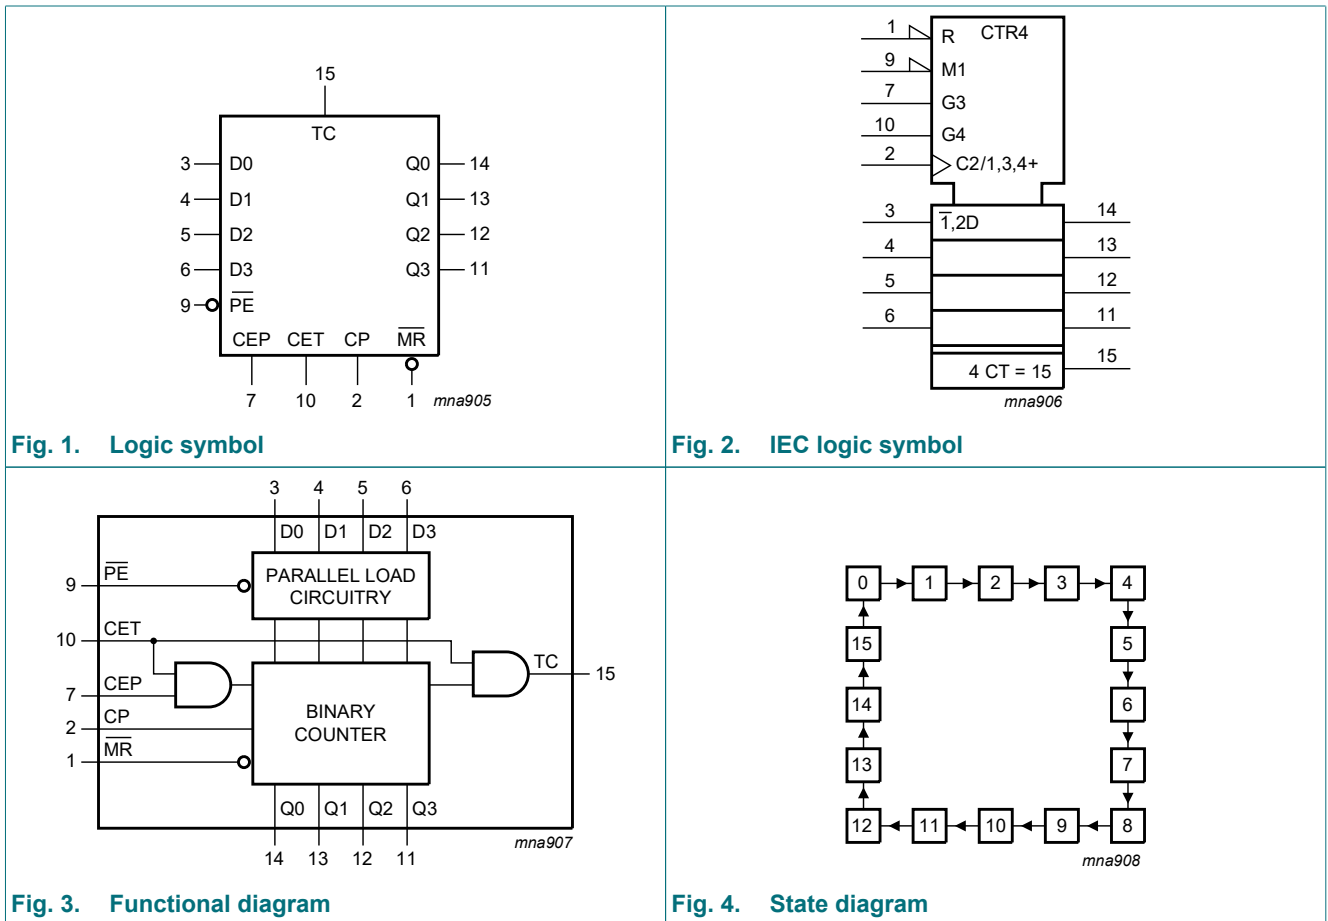 15
TC
3 D0 Q0 14
4 D1 Q1 13
5 D2 Q2 12
6 D3 Q3 11
9 P̅E̅
CEP CET CP M̅R̅
7 10 2 1 mna905
Fig. 1. Logic symbol
1 R CTR4
9 M1
7 G3
10 G4
2 C2/1,3,4+
3 1̅,2D 14
4 13
5 12
6 11
4 CT = 15 15
mna906
Fig. 2. IEC logic symbol
3 4 5 6
D0 D1 D2 D3
9 P̅E̅ PARALLEL LOAD
CIRCUITRY
10 CET
TC 15
7 CEP
BINARY
COUNTER
2 CP
1 M̅R̅
Q0 Q1 Q2 Q3
mna907
14 13 12 11
Fig. 3. Functional diagram
0 1 2 3 4
15 5
14 6
13 7
12 11 10 9 8
mna908
Fig. 4. State diagram